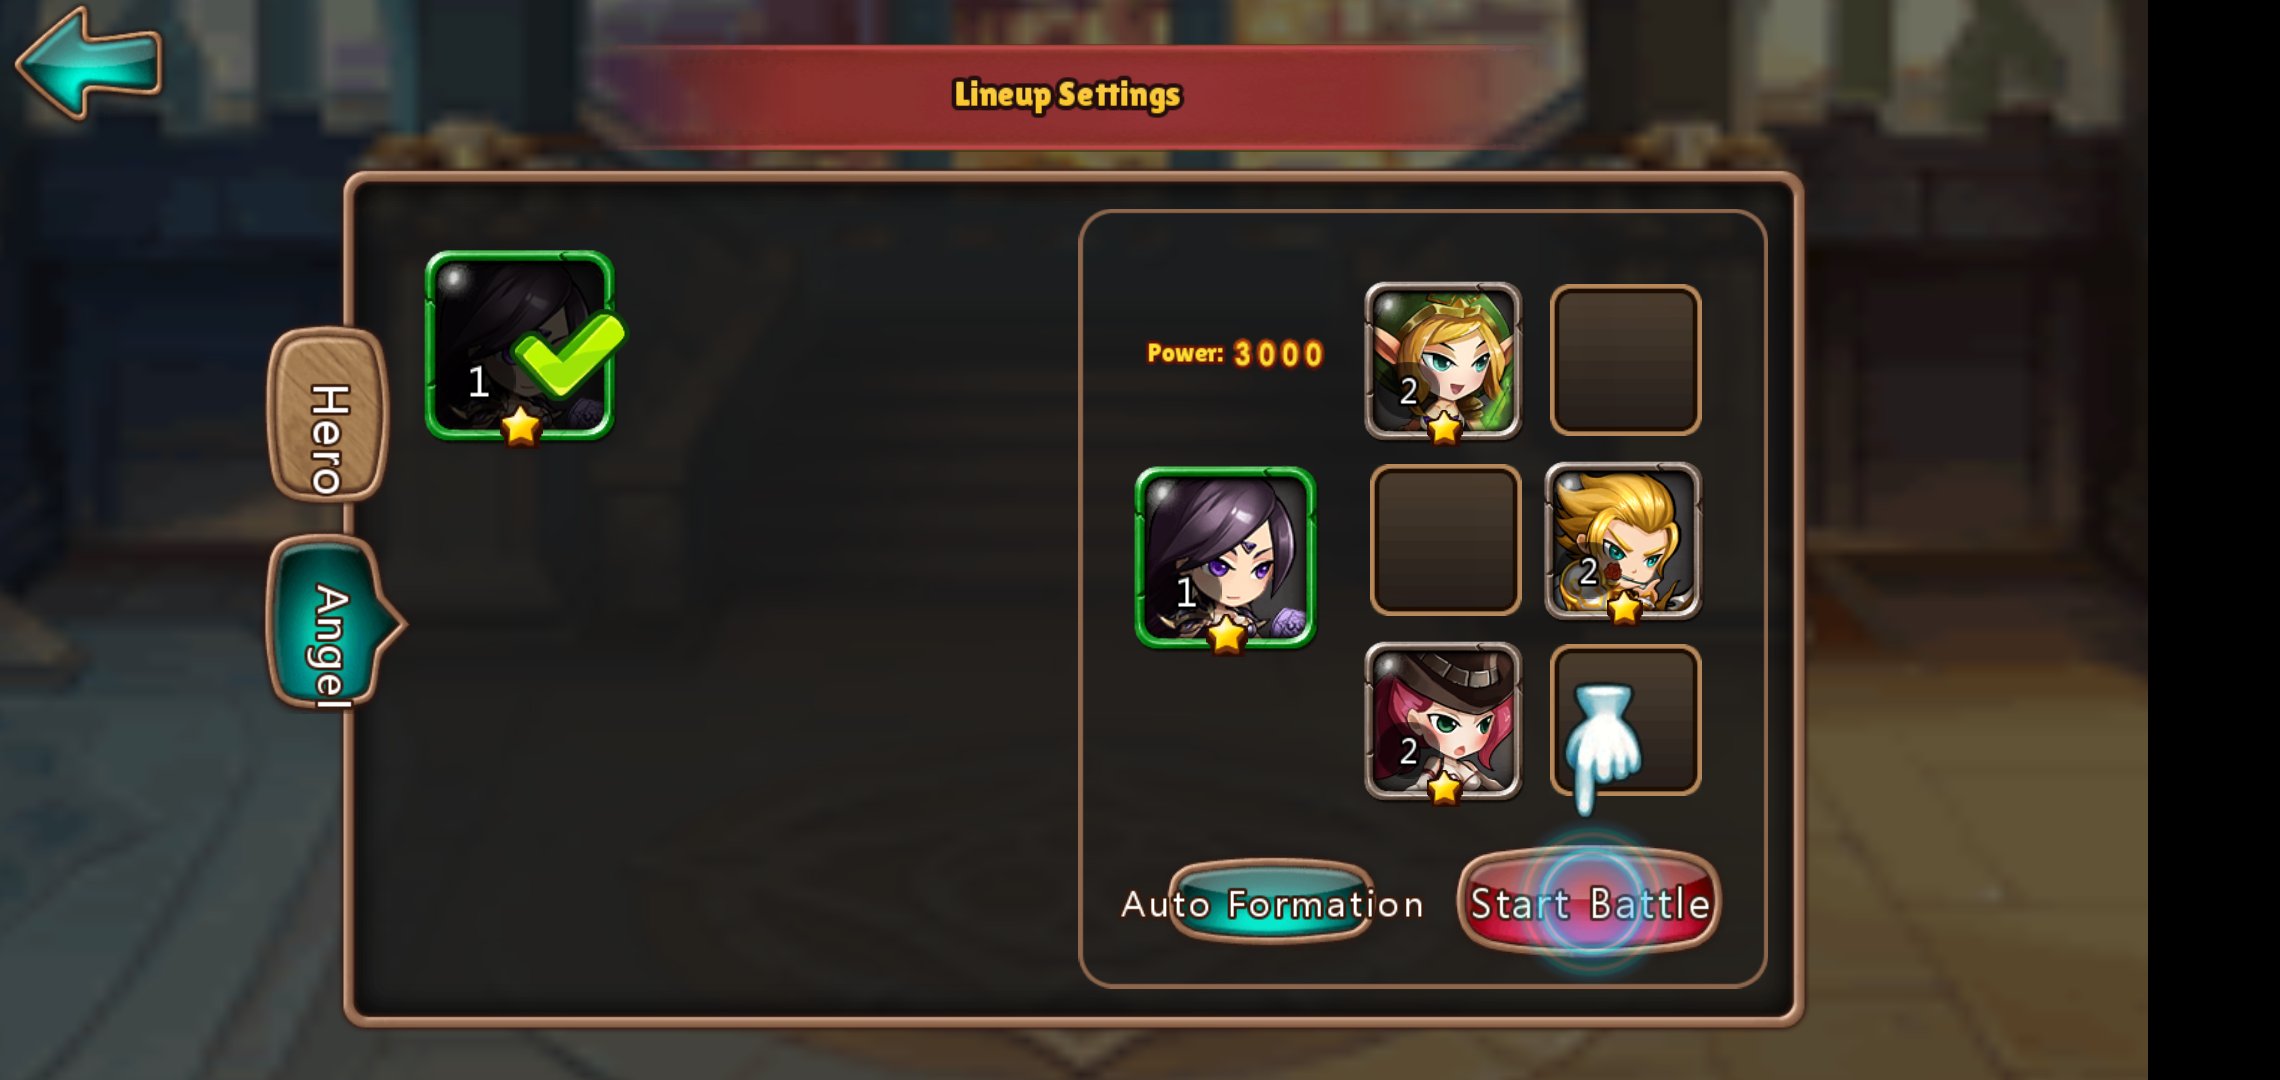 Lineup Settings
Hero
Angel
1
Power: 3000
2
1
2
2
Auto Formation
Start Battle